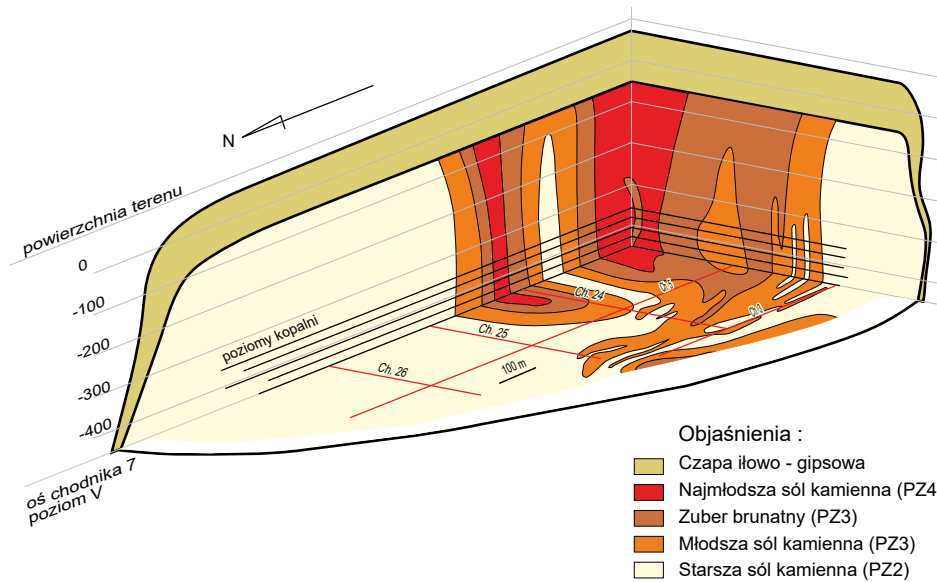 N
powierzchnia terenu
0
-100
-200
-300
-400
poziomy kopalni
Ch. 24
Ch. 25
Ch. 26
100 m
oś chodnika 7
poziom V
Objaśnienia :
Czapa iłowo - gipsowa
Najmłodsza sól kamienna (PZ4
Zuber brunatny (PZ3)
Młodsza sól kamienna (PZ3)
Starsza sól kamienna (PZ2)